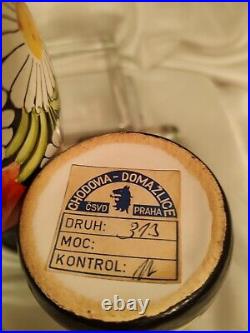 CHODOVIA - DOMAŽLICE
ČSVD PRAHA
DRUH: 313
MOC:
KONTROL: